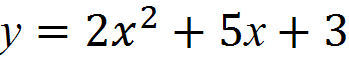 y = 2x² + 5x + 3